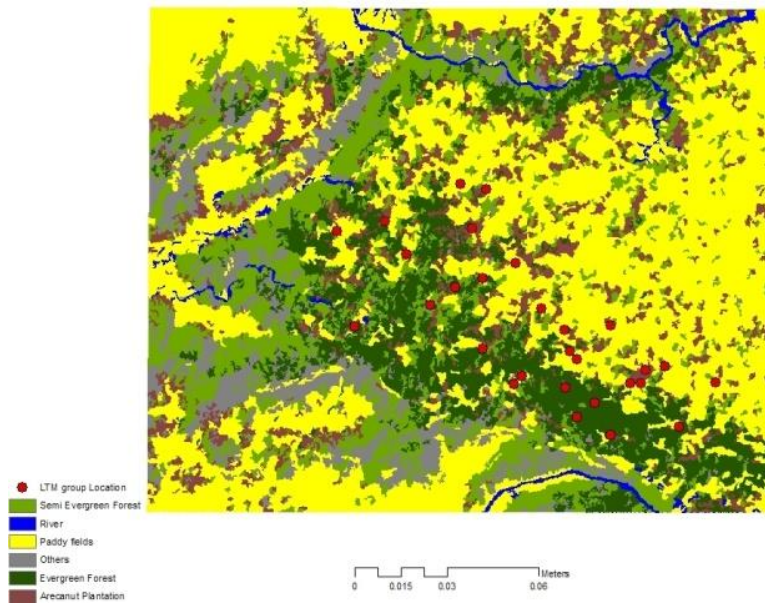 LTM group Location
Semi Evergreen Forest
River
Paddy fields
Others
Evergreen Forest
Arecanut Plantation
Meters
0 0.015 0.03 0.06